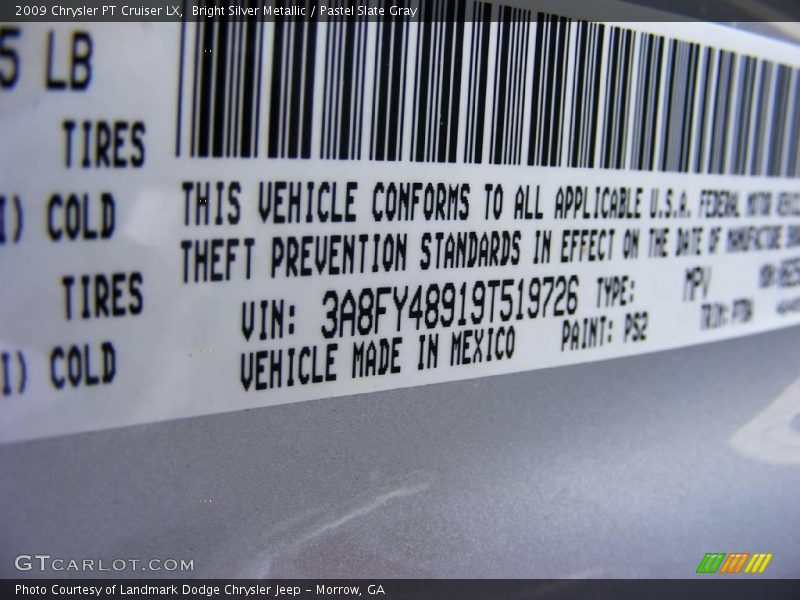 2009 Chrysler PT Cruiser LX, Bright Silver Metallic / Pastel Slate Gray
5 LB
TIRES
I) COLD
TIRES
I) COLD
THIS VEHICLE CONFORMS TO ALL APPLICABLE U.S.A. FEDERAL MOTOR
THEFT PREVENTION STANDARDS IN EFFECT ON THE DATE OF MANUFACTURE
VIN: 3A8FY48919T519726 TYPE: MPV
VEHICLE MADE IN MEXICO PAINT: PS2 TRIM:
GTCARLOT.COM
Photo Courtesy of Landmark Dodge Chrysler Jeep - Morrow, GA